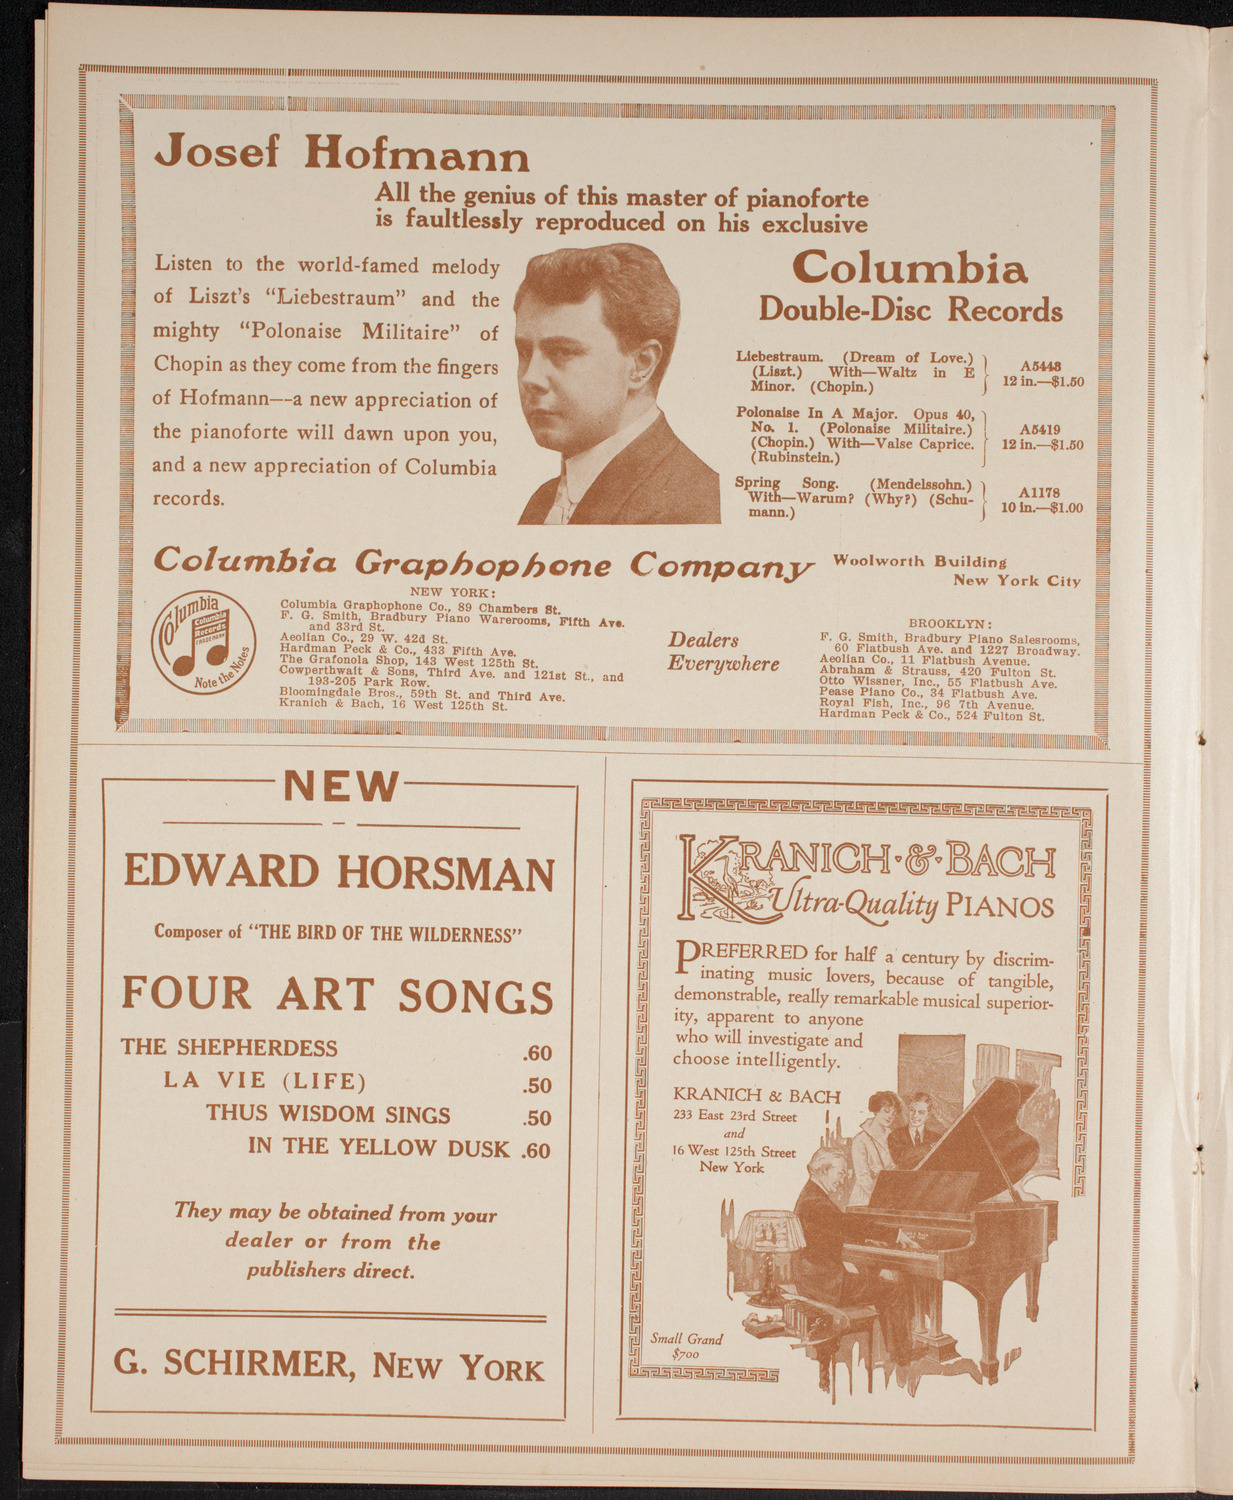 Josef Hofmann
All the genius of this master of pianoforte
is faultlessly reproduced on his exclusive
Listen to the world-famed melody
of Liszt's “Liebestraum” and the
mighty “Polonaise Militaire” of
Chopin as they come from the fingers
of Hofmann—a new appreciation of
the pianoforte will dawn upon you,
and a new appreciation of Columbia
records.
Columbia
Double-Disc Records
Liebestraum. (Dream of Love.)
(Liszt.) With—Waltz in E
Minor. (Chopin.)
A5448
12 in.—$1.50
Polonaise In A Major. Opus 40,
No. 1. (Polonaise Militaire.)
(Chopin.) With—Valse Caprice.
(Rubinstein.)
A5419
12 in.—$1.50
Spring Song. (Mendelssohn.)
With—Warum? (Why?) (Schu-
mann.)
A1178
10 in.—$1.00
Columbia Graphophone Company
Woolworth Building
New York City
Columbia
Columbia
Records
TRADE MARK
Note the Notes
NEW YORK:
Columbia Graphophone Co., 89 Chambers St.
F. G. Smith, Bradbury Piano Warerooms, Fifth Ave.
and 33rd St.
Aeolian Co., 29 W. 42d St.
Hardman Peck & Co., 433 Fifth Ave.
The Grafonola Shop, 143 West 125th St.
Cowperthwait & Sons, Third Ave. and 121st St., and
193-205 Park Row.
Bloomingdale Bros., 59th St. and Third Ave.
Kranich & Bach, 16 West 125th St.
Dealers
Everywhere
BROOKLYN:
F. G. Smith, Bradbury Piano Salesrooms,
60 Flatbush Ave. and 1227 Broadway.
Aeolian Co., 11 Flatbush Avenue.
Abraham & Strauss, 420 Fulton St.
Otto Wissner, Inc., 55 Flatbush Ave.
Pease Piano Co., 34 Flatbush Ave.
Royal Fish, Inc., 96 7th Avenue.
Hardman Peck & Co., 524 Fulton St.
NEW
EDWARD HORSMAN
Composer of “THE BIRD OF THE WILDERNESS”
FOUR ART SONGS
THE SHEPHERDESS .60
LA VIE (LIFE) .50
THUS WISDOM SINGS .50
IN THE YELLOW DUSK .60
They may be obtained from your
dealer or from the
publishers direct.
G. SCHIRMER, NEW YORK
KRANICH·&·BACH
Ultra-Quality PIANOS
PREFERRED for half a century by discrim-
inating music lovers, because of tangible,
demonstrable, really remarkable musical superior-
ity, apparent to anyone
who will investigate and
choose intelligently.
KRANICH & BACH
233 East 23rd Street
and
16 West 125th Street
New York
Small Grand
$700